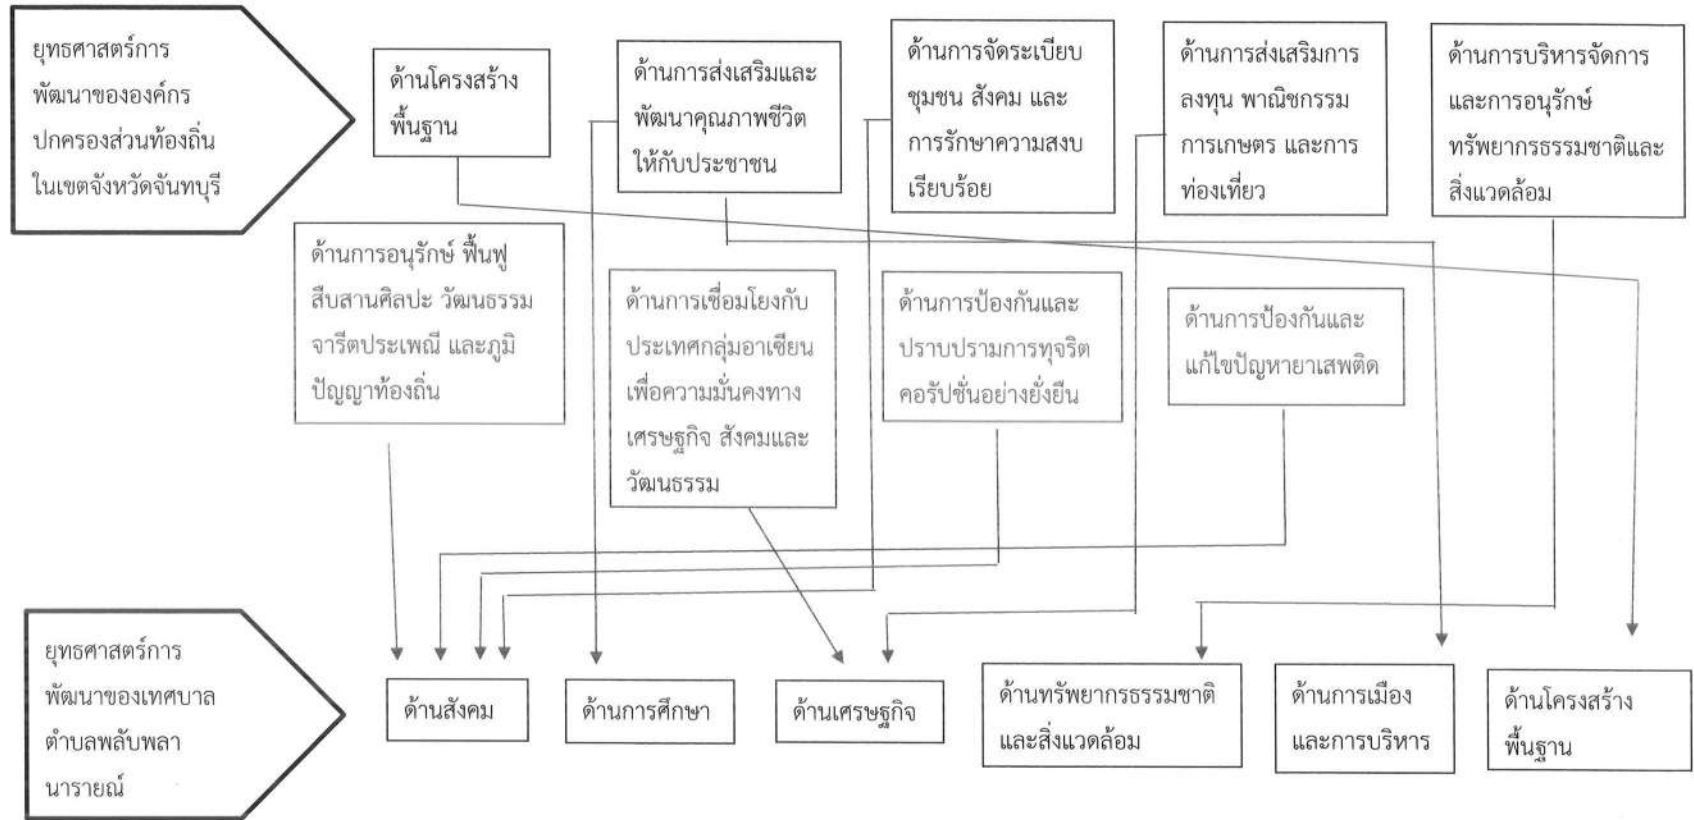 ยุทธศาสตร์การ
พัฒนาขององค์กร
ปกครองส่วนท้องถิ่น
ในเขตจังหวัดจันทบุรี
ด้านโครงสร้าง
พื้นฐาน
ด้านการส่งเสริมและ
พัฒนาคุณภาพชีวิต
ให้กับประชาชน
ด้านการจัดระเบียบ
ชุมชน สังคม และ
การรักษาความสงบ
เรียบร้อย
ด้านการส่งเสริมการ
ลงทุน พาณิชกรรม
การเกษตร และการ
ท่องเที่ยว
ด้านการบริหารจัดการ
และการอนุรักษ์
ทรัพยากรธรรมชาติและ
สิ่งแวดล้อม
ด้านการอนุรักษ์ ฟื้นฟู
สืบสานศิลปะ วัฒนธรรม
จารีตประเพณี และภูมิ
ปัญญาท้องถิ่น
ด้านการเชื่อมโยงกับ
ประเทศกลุ่มอาเซียน
เพื่อความมั่นคงทาง
เศรษฐกิจ สังคมและ
วัฒนธรรม
ด้านการป้องกันและ
ปราบปรามการทุจริต
คอรัปชั่นอย่างยั่งยืน
ด้านการป้องกันและ
แก้ไขปัญหายาเสพติด
ยุทธศาสตร์การ
พัฒนาของเทศบาล
ตำบลพลับพลา
นารายณ์
ด้านสังคม
ด้านการศึกษา
ด้านเศรษฐกิจ
ด้านทรัพยากรธรรมชาติ
และสิ่งแวดล้อม
ด้านการเมือง
และการบริหาร
ด้านโครงสร้าง
พื้นฐาน